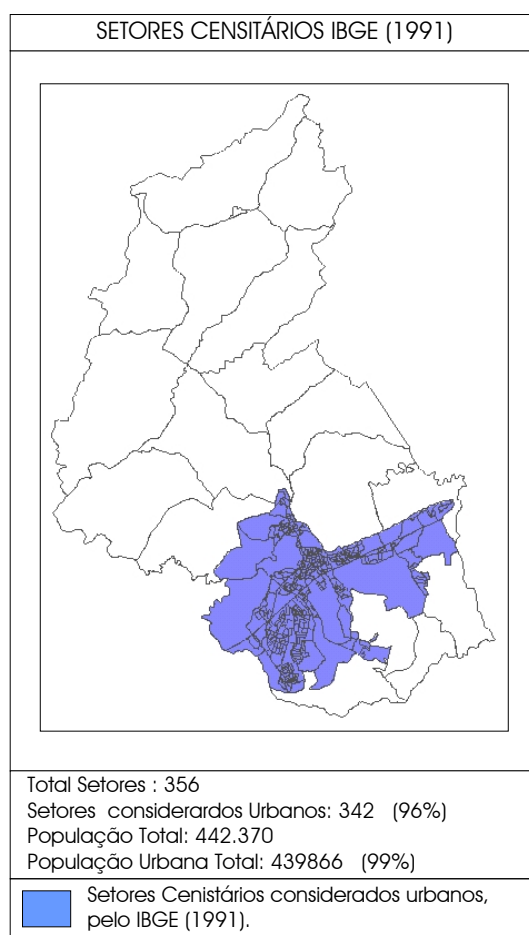 SETORES CENSITÁRIOS IBGE (1991)
Total Setores : 356
Setores considerardos Urbanos: 342 (96%)
População Total: 442.370
População Urbana Total: 439866 (99%)
Setores Cenistários considerados urbanos,
pelo IBGE (1991).